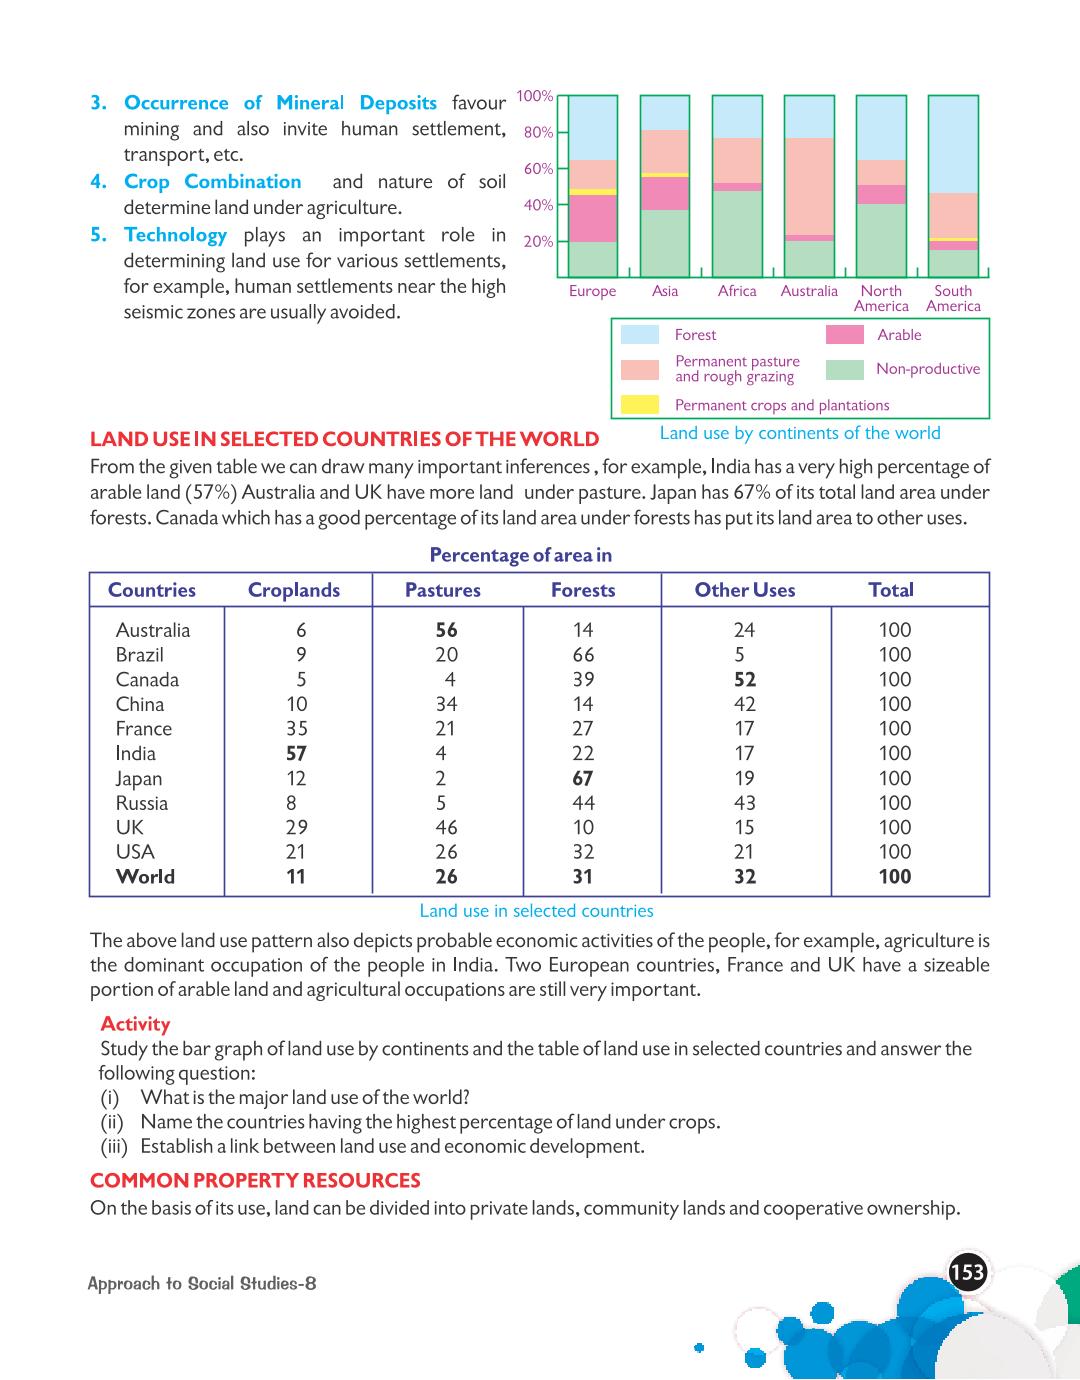 3. Occurrence of Mineral Deposits favour
mining and also invite human settlement,
transport, etc.
4. Crop Combination and nature of soil
determine land under agriculture.
5. Technology plays an important role in
determining land use for various settlements,
for example, human settlements near the high
seismic zones are usually avoided.
100%
80%
60%
40%
20%
Europe Asia Africa Australia North America South America
Forest Arable
Permanent pasture
and rough grazing
Non-productive
Permanent crops and plantations
Land use by continents of the world
LAND USE IN SELECTED COUNTRIES OF THE WORLD
From the given table we can draw many important inferences , for example, India has a very high percentage of
arable land (57%) Australia and UK have more land under pasture. Japan has 67% of its total land area under
forests. Canada which has a good percentage of its land area under forests has put its land area to other uses.
Percentage of area in
Countries Croplands Pastures Forests Other Uses Total
Australia 6 56 14 24 100
Brazil 9 20 66 5 100
Canada 5 4 39 52 100
China 10 34 14 42 100
France 35 21 27 17 100
India 57 4 22 17 100
Japan 12 2 67 19 100
Russia 8 5 44 43 100
UK 29 46 10 15 100
USA 21 26 32 21 100
World 11 26 31 32 100
Land use in selected countries
The above land use pattern also depicts probable economic activities of the people, for example, agriculture is
the dominant occupation of the people in India. Two European countries, France and UK have a sizeable
portion of arable land and agricultural occupations are still very important.
Activity
Study the bar graph of land use by continents and the table of land use in selected countries and answer the
following question:
(i) What is the major land use of the world?
(ii) Name the countries having the highest percentage of land under crops.
(iii) Establish a link between land use and economic development.
COMMON PROPERTY RESOURCES
On the basis of its use, land can be divided into private lands, community lands and cooperative ownership.
Approach to Social Studies-8
153